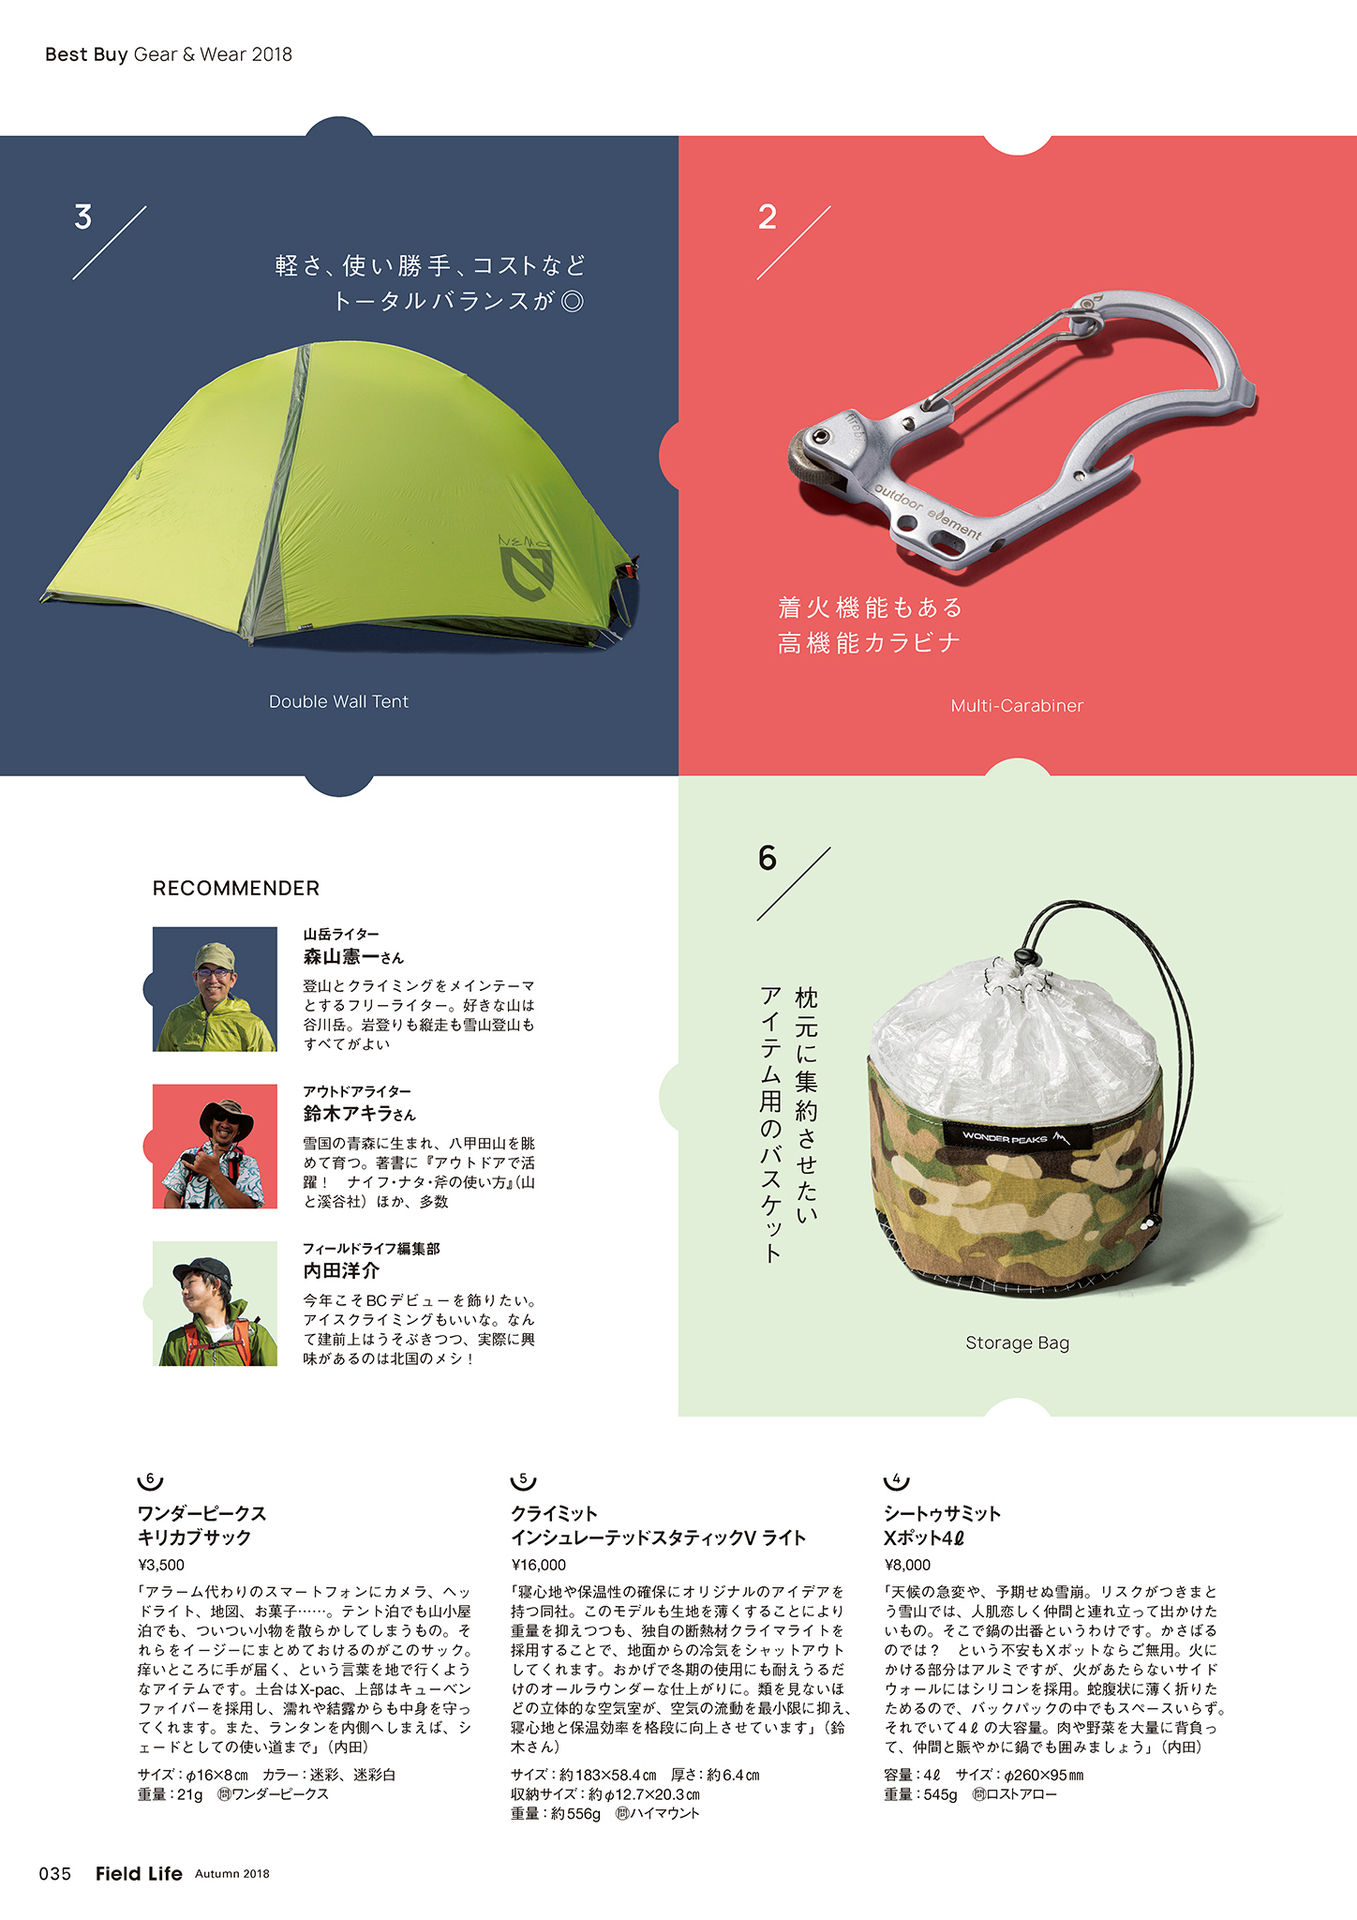 Best Buy Gear & Wear 2018
3
軽さ、使い勝手、コストなど
トータルバランスが◎
NEMO
Double Wall Tent
2
outdoor element
着火機能もある
高機能カラビナ
Multi-Carabiner
RECOMMENDER
山岳ライター
森山憲一さん
登山とクライミングをメインテーマ
とするフリーライター。好きな山は
谷川岳。岩登りも縦走も雪山登山も
すべてがよい
アウトドアライター
鈴木アキラさん
雪国の青森に生まれ、八甲田山を眺
めて育つ。著書に『アウトドアで活
躍！　ナイフ・ナタ・斧の使い方』（山
と溪谷社）ほか、多数
フィールドライフ編集部
内田洋介
今年こそBCデビューを飾りたい。
アイスクライミングもいいな。なん
て建前上はうそぶきつつ、実際に興
味があるのは北国のメシ！
6
枕元に集約させたい
アイテム用のバスケット
WONDER PEAKS
Storage Bag
6
ワンダーピークス
キリカブサック
¥3,500
「アラーム代わりのスマートフォンにカメラ、ヘッ
ドライト、地図、お菓子……。テント泊でも山小屋
泊でも、ついつい小物を散らかしてしまうもの。そ
れらをイージーにまとめておけるのがこのサック。
痒いところに手が届く、という言葉を地で行くよう
なアイテムです。土台はX-pac、上部はキューベン
ファイバーを採用し、濡れや結露からも中身を守っ
てくれます。また、ランタンを内側へしまえば、シ
ェードとしての使い道まで」（内田）
サイズ：φ16×8㎝　カラー：迷彩、迷彩白
重量：21g　㉄ワンダーピークス
5
クライミット
インシュレーテッドスタティックV ライト
¥16,000
「寝心地や保温性の確保にオリジナルのアイデアを
持つ同社。このモデルも生地を薄くすることにより
重量を抑えつつも、独自の断熱材クライマライトを
採用することで、地面からの冷気をシャットアウト
してくれます。おかげで冬期の使用にも耐えうるだ
けのオールラウンダーな仕上がりに。類を見ないほ
どの立体的な空気室が、空気の流動を最小限に抑え、
寝心地と保温効率を格段に向上させています」（鈴
木さん）
サイズ：約183×58.4㎝　厚さ：約6.4㎝
収納サイズ：約φ12.7×20.3㎝
重量：約556g　㉄ハイマウント
4
シートゥサミット
Xポット4ℓ
¥8,000
「天候の急変や、予期せぬ雪崩。リスクがつきまと
う雪山では、人肌恋しく仲間と連れ立って出かけた
いもの。そこで鍋の出番というわけです。かさばる
のでは？　という不安もXポットならご無用。火に
かける部分はアルミですが、火があたらないサイド
ウォールにはシリコンを採用。蛇腹状に薄く折りた
ためるので、バックパックの中でもスペースいらず。
それでいて4ℓの大容量。肉や野菜を大量に背負っ
て、仲間と賑やかに鍋でも囲みましょう」（内田）
容量：4ℓ　サイズ：φ260×95㎜
重量：545g　㉄ロストアロー
035 Field Life Autumn 2018